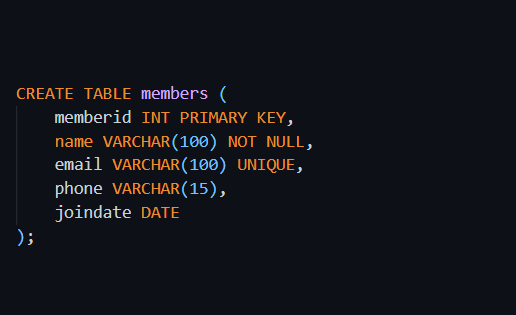 CREATE TABLE members (
    memberid INT PRIMARY KEY,
    name VARCHAR(100) NOT NULL,
    email VARCHAR(100) UNIQUE,
    phone VARCHAR(15),
    joindate DATE
);